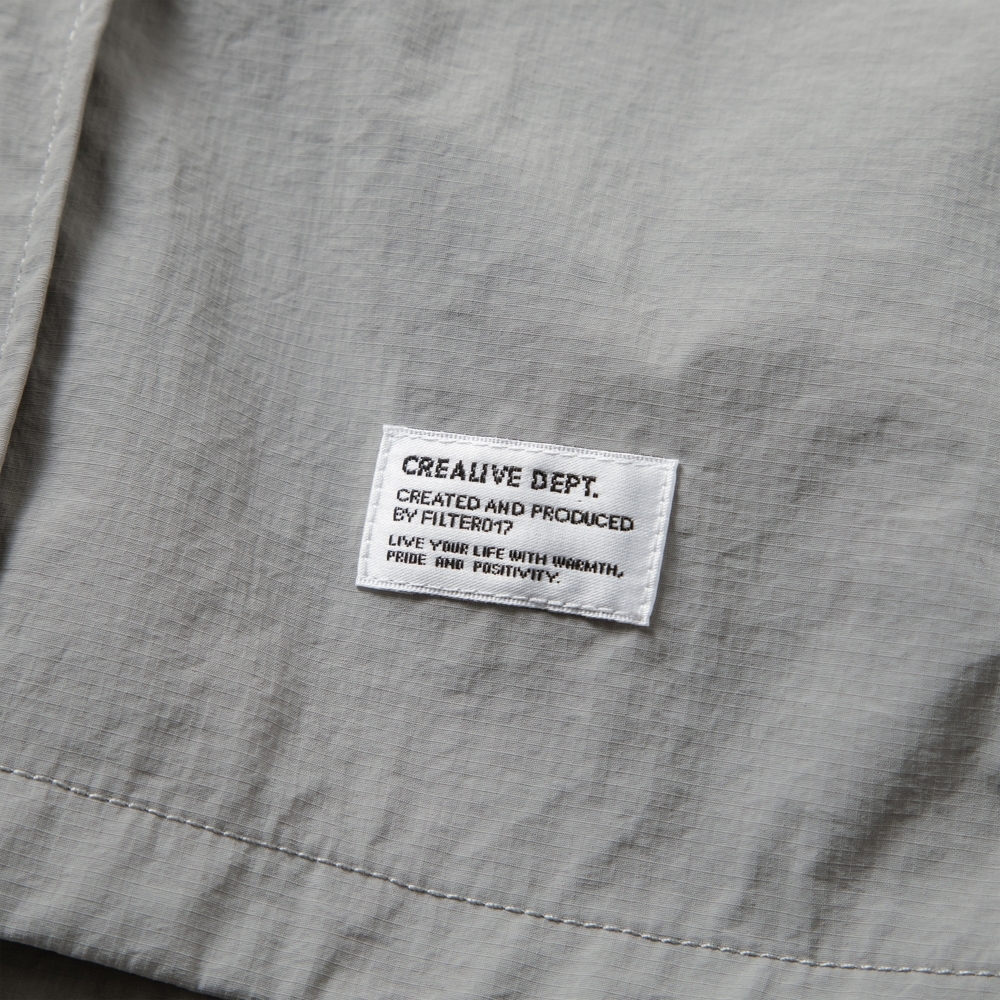 CREALIVE DEPT.
CREATED AND PRODUCED
BY FILTER017
LIVE YOUR LIFE WITH WARMTH,
PRIDE AND POSITIVITY.